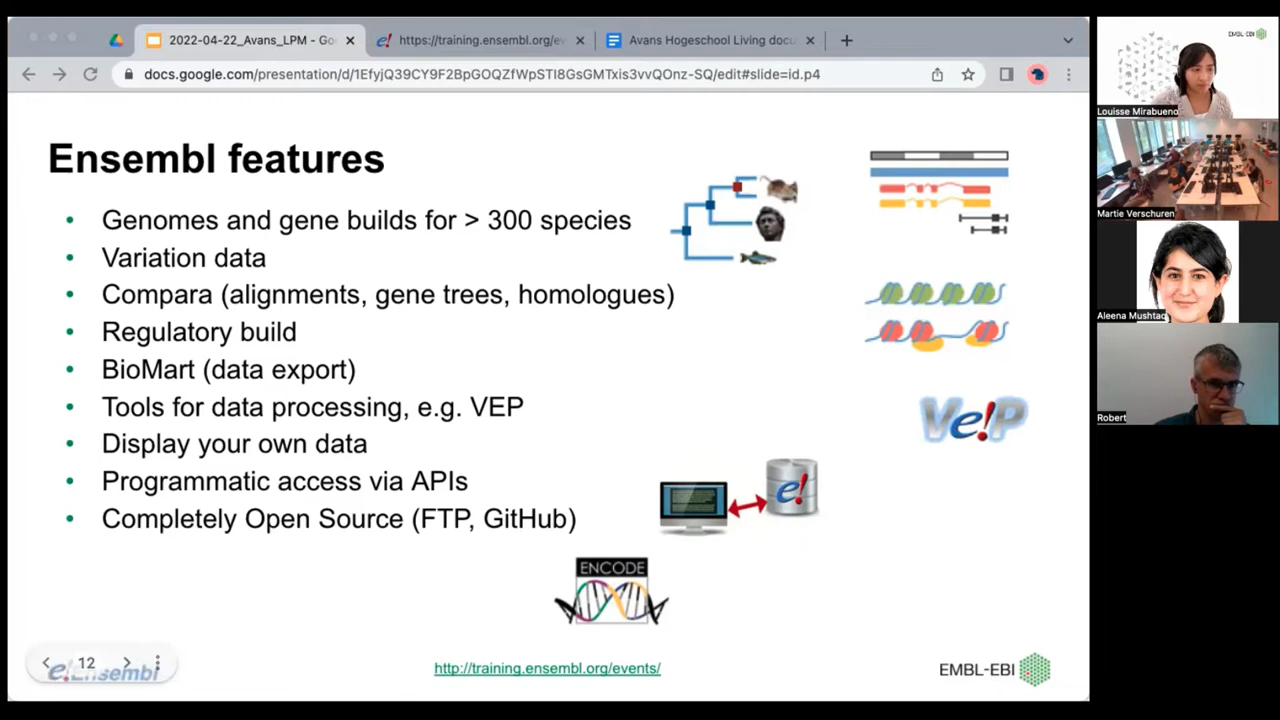 2022-04-22_Avans_LPM - Go
https://training.ensembl.org/ev
Avans Hogeschool Living docu
docs.google.com/presentation/d/1EfyjQ39CY9F2BpGOQZfWpSTI8GsGMTxis3vvQOnz-SQ/edit#slide=id.p4
Ensembl features
• Genomes and gene builds for > 300 species
• Variation data
• Compara (alignments, gene trees, homologues)
• Regulatory build
• BioMart (data export)
• Tools for data processing, e.g. VEP
• Display your own data
• Programmatic access via APIs
• Completely Open Source (FTP, GitHub)
Ve!P
e!
ENCODE
12
e!Ensembl
http://training.ensembl.org/events/
EMBL-EBI
EMBL-EBI
Louisse Mirabueno
Martie Verschuren
Aleena Mushtaq
Robert